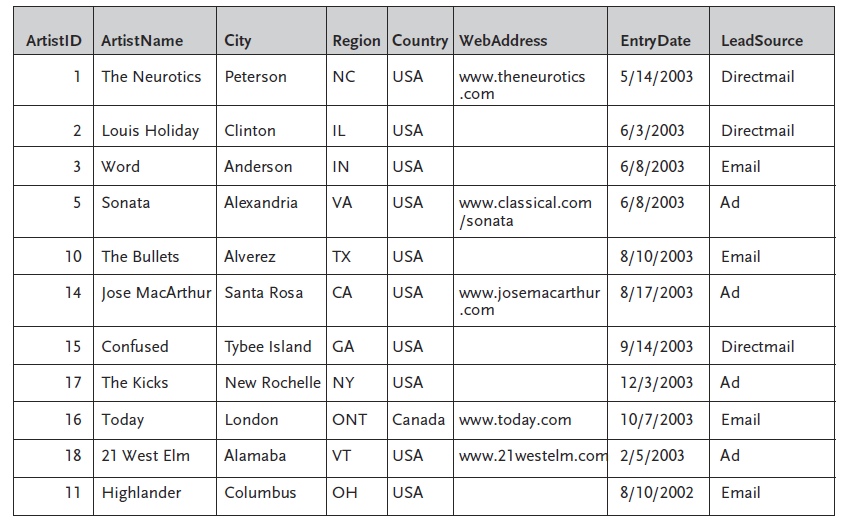 ArtistID ArtistName City Region Country WebAddress EntryDate LeadSource
1 The Neurotics Peterson NC USA www.theneurotics 5/14/2003 Directmail
.com
2 Louis Holiday Clinton IL USA 6/3/2003 Directmail
3 Word Anderson IN USA 6/8/2003 Email
5 Sonata Alexandria VA USA www.classical.com 6/8/2003 Ad
/sonata
10 The Bullets Alverez TX USA 8/10/2003 Email
14 Jose MacArthur Santa Rosa CA USA www.josemacarthur 8/17/2003 Ad
.com
15 Confused Tybee Island GA USA 9/14/2003 Directmail
17 The Kicks New Rochelle NY USA 12/3/2003 Ad
16 Today London ONT Canada www.today.com 10/7/2003 Email
18 21 West Elm Alamaba VT USA www.21westelm.com 2/5/2003 Ad
11 Highlander Columbus OH USA 8/10/2002 Email